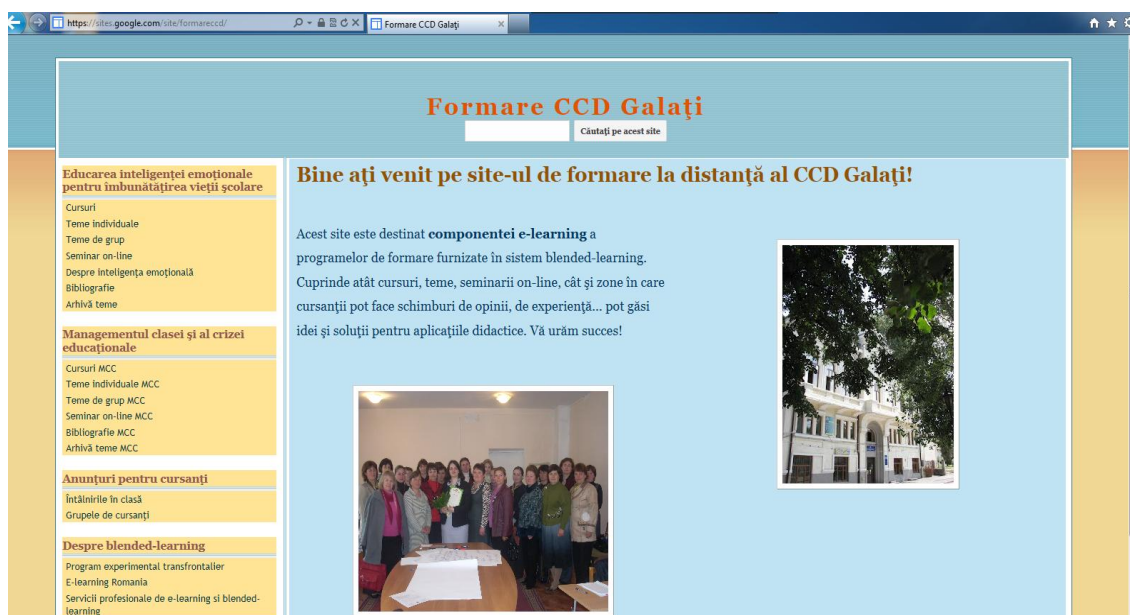 https://sites.google.com/site/formareccd/
Formare CCD Galaţi
Formare CCD Galaţi
Căutaţi pe acest site
Educarea inteligenţei emoţionale
pentru îmbunătăţirea vieţii şcolare
Cursuri
Teme individuale
Teme de grup
Seminar on-line
Despre inteligenţa emoţională
Bibliografie
Arhivă teme
Managementul clasei şi al crizei
educaţionale
Cursuri MCC
Teme individuale MCC
Teme de grup MCC
Seminar on-line MCC
Bibliografie MCC
Arhivă teme MCC
Anunţuri pentru cursanţi
Întâlnirile în clasă
Grupele de cursanţi
Despre blended-learning
Program experimental transfrontalier
E-learning Romania
Servicii profesionale de e-learning si blended-
learning
Bine aţi venit pe site-ul de formare la distanţă al CCD Galaţi!
Acest site este destinat componentei e-learning a
programelor de formare furnizate în sistem blended-learning.
Cuprinde atât cursuri, teme, seminarii on-line, cât şi zone în care
cursanţii pot face schimburi de opinii, de experienţă... pot găsi
idei şi soluţii pentru aplicaţiile didactice. Vă urăm succes!